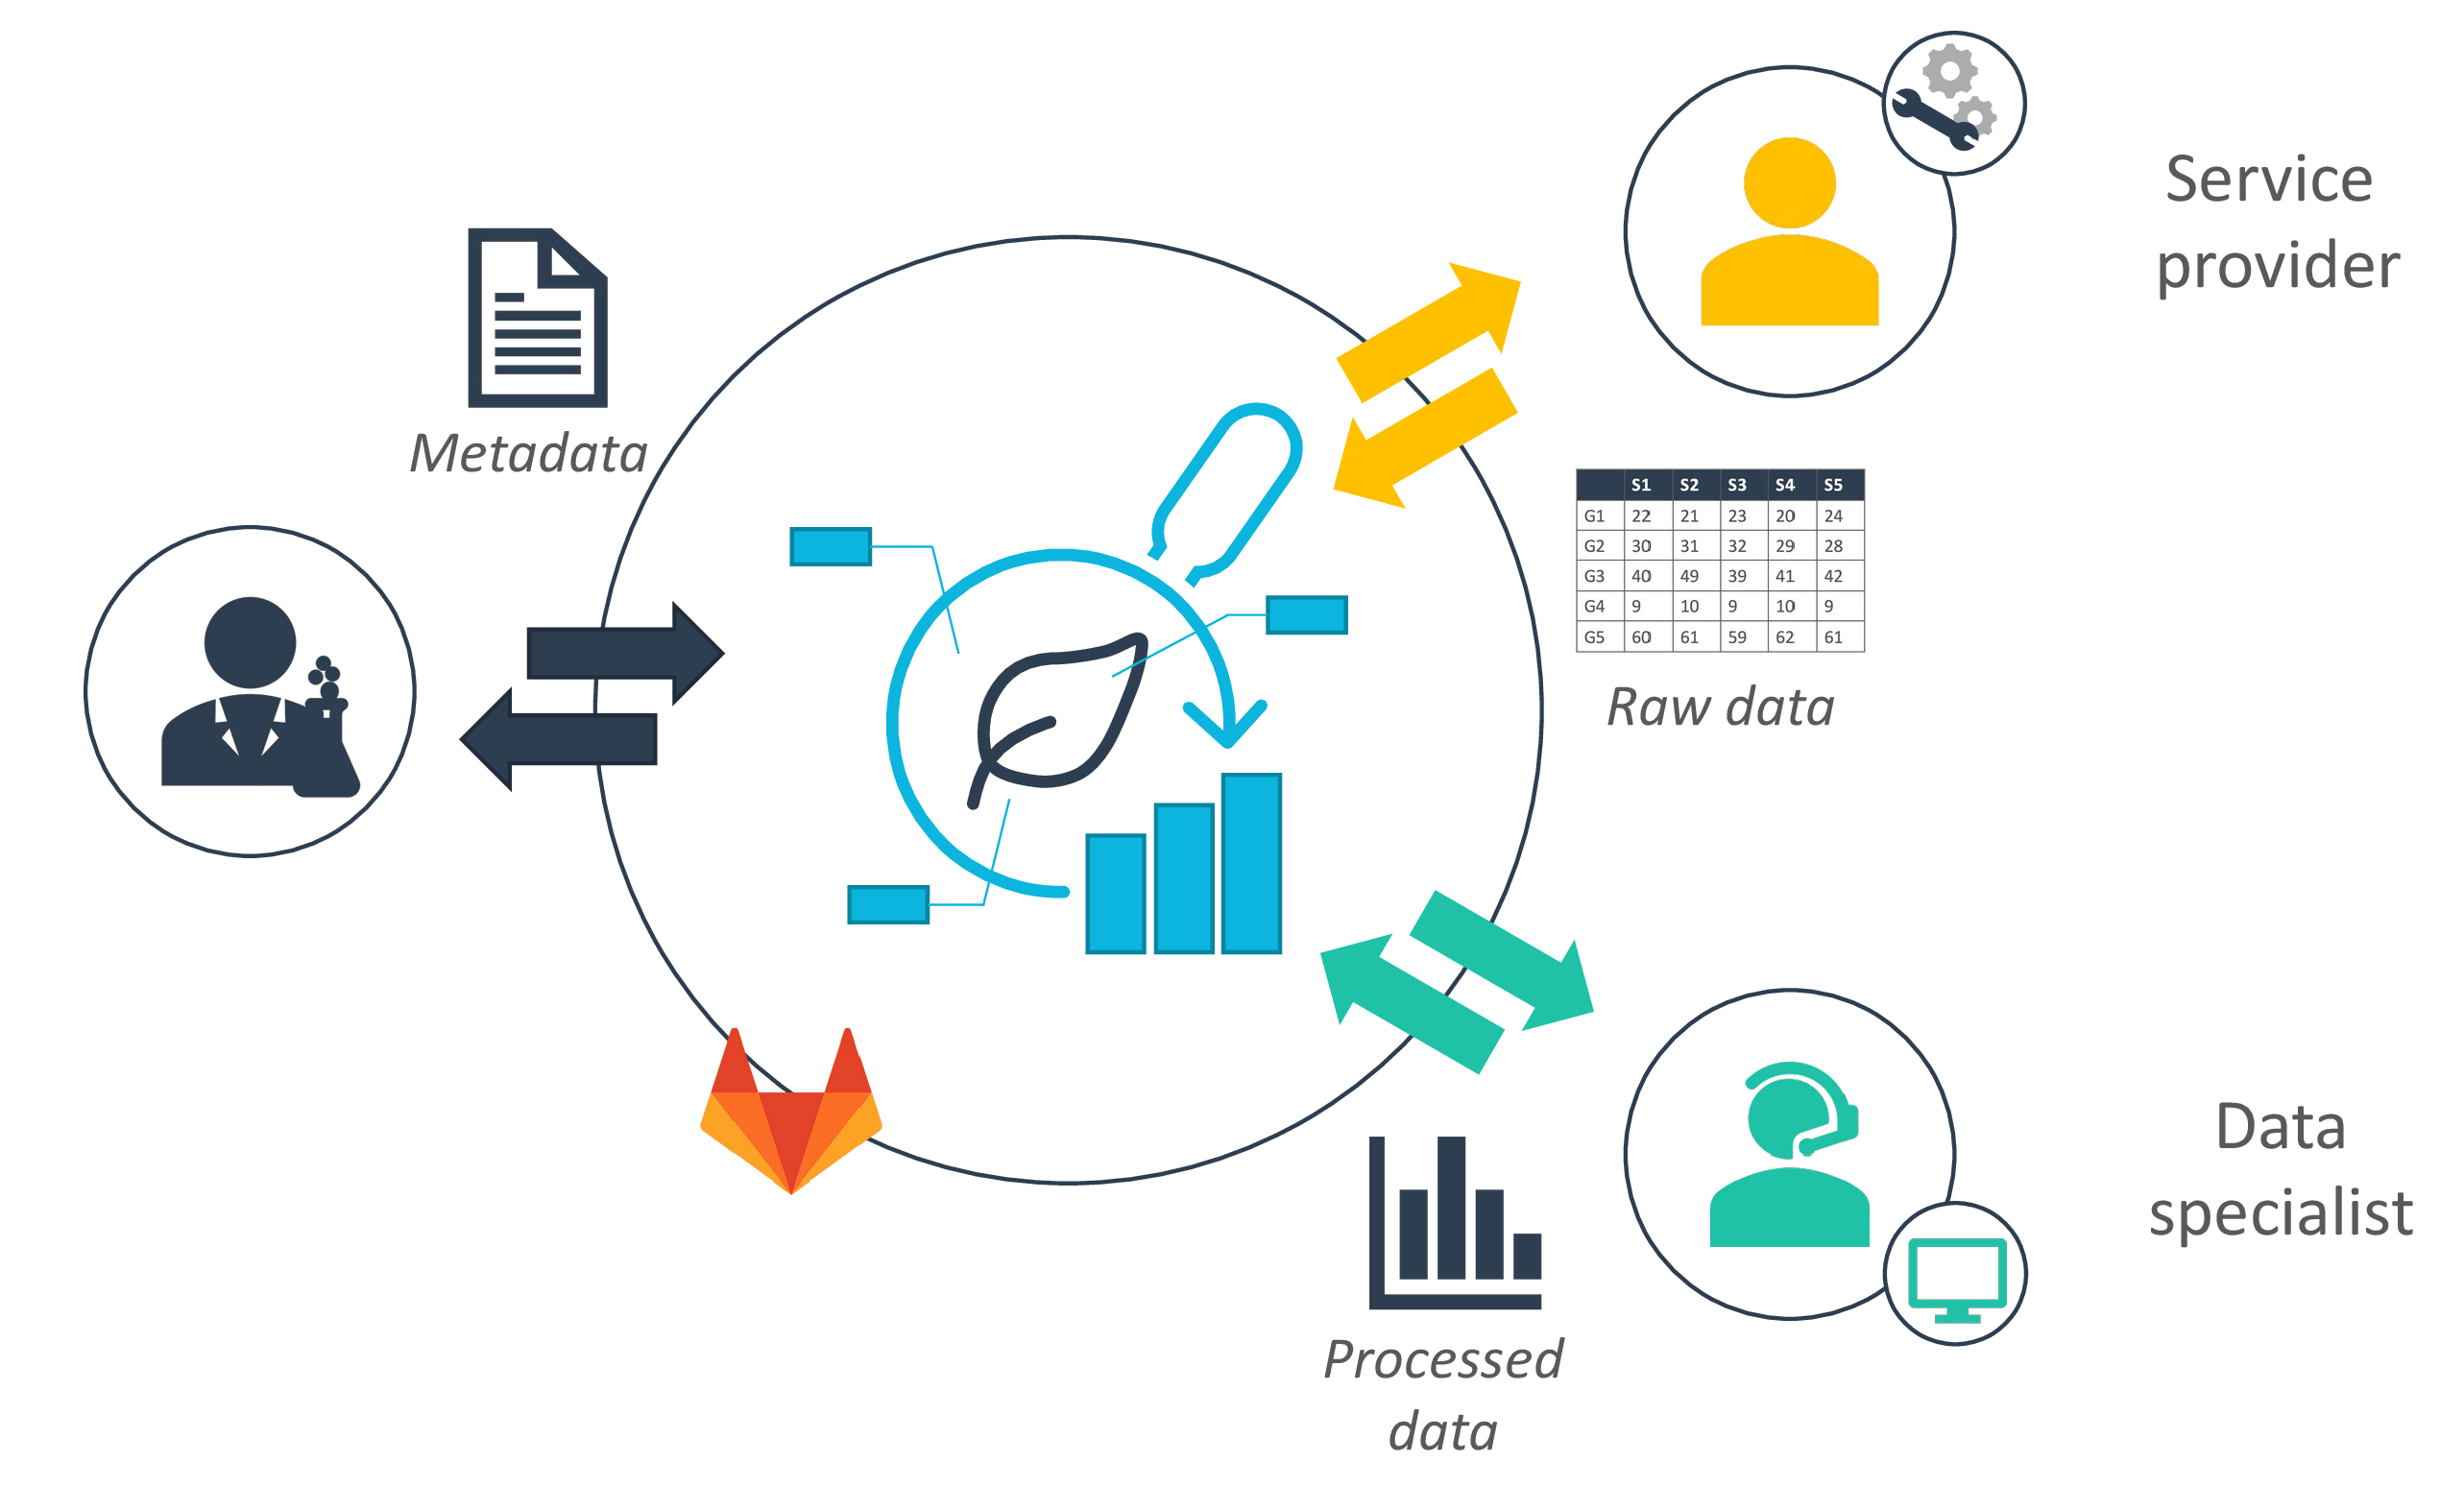 Service
provider
Metadata
S1 S2 S3 S4 S5
G1 22 21 23 20 24
G2 30 31 32 29 28
G3 40 49 39 41 42
G4 9 10 9 10 9
G5 60 61 59 62 61
Raw data
Data
specialist
Processed
data